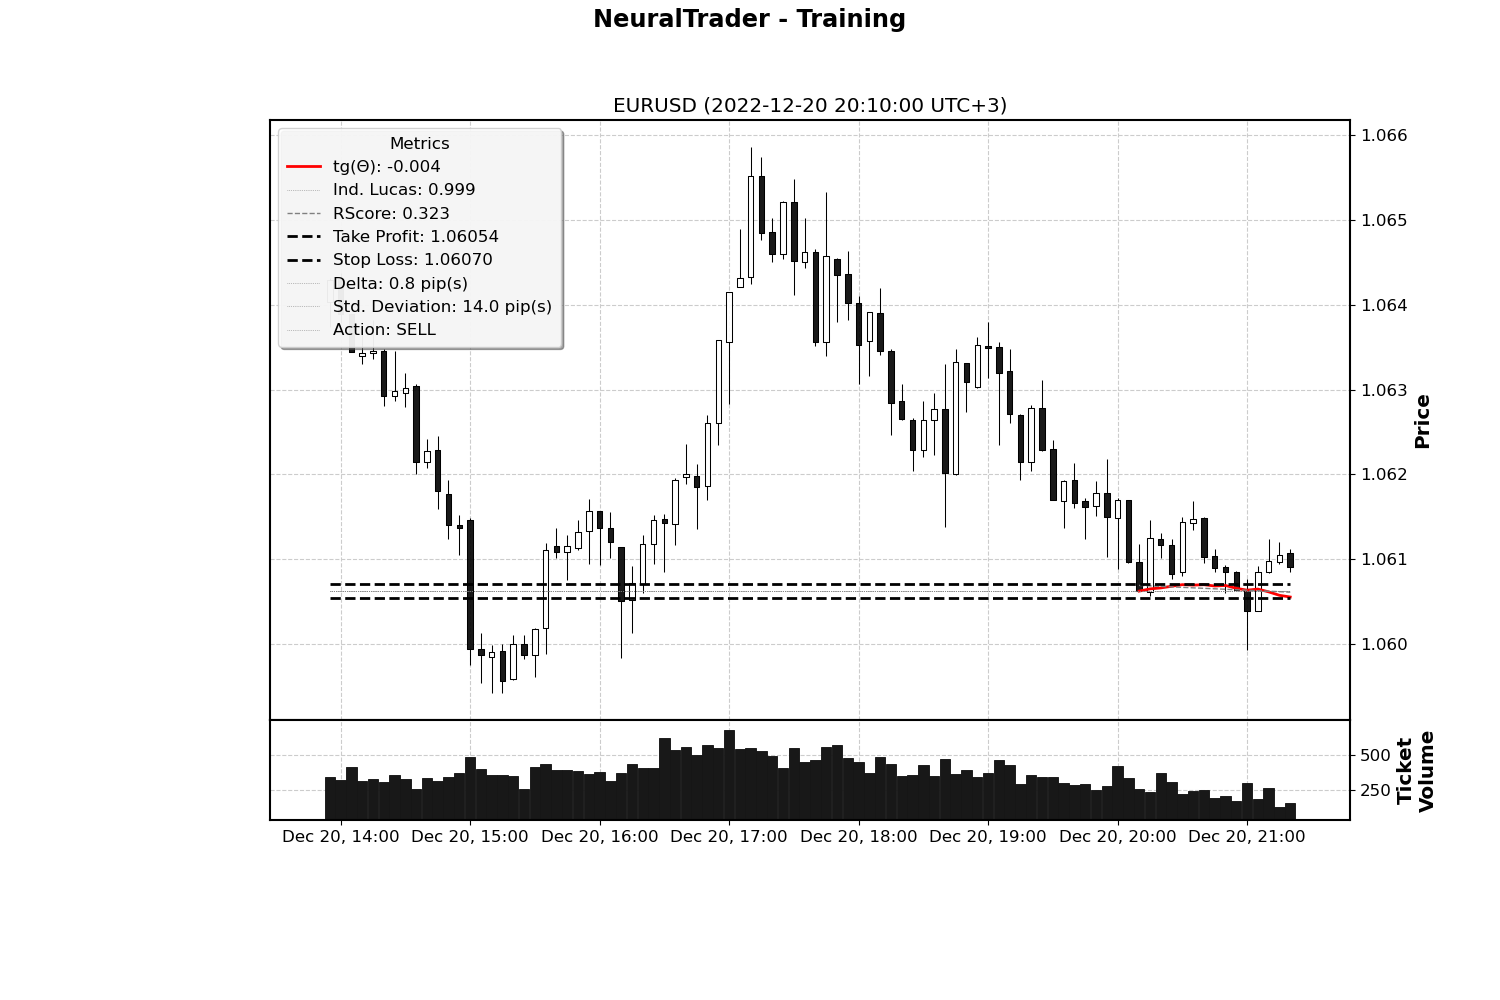 NeuralTrader - Training
EURUSD (2022-12-20 20:10:00 UTC+3)
Metrics
tg(Θ): -0.004
Ind. Lucas: 0.999
RScore: 0.323
Take Profit: 1.06054
Stop Loss: 1.06070
Delta: 0.8 pip(s)
Std. Deviation: 14.0 pip(s)
Action: SELL
1.066
1.065
1.064
1.063
1.062
1.061
1.060
Price
500
250
Ticket
Volume
Dec 20, 14:00
Dec 20, 15:00
Dec 20, 16:00
Dec 20, 17:00
Dec 20, 18:00
Dec 20, 19:00
Dec 20, 20:00
Dec 20, 21:00